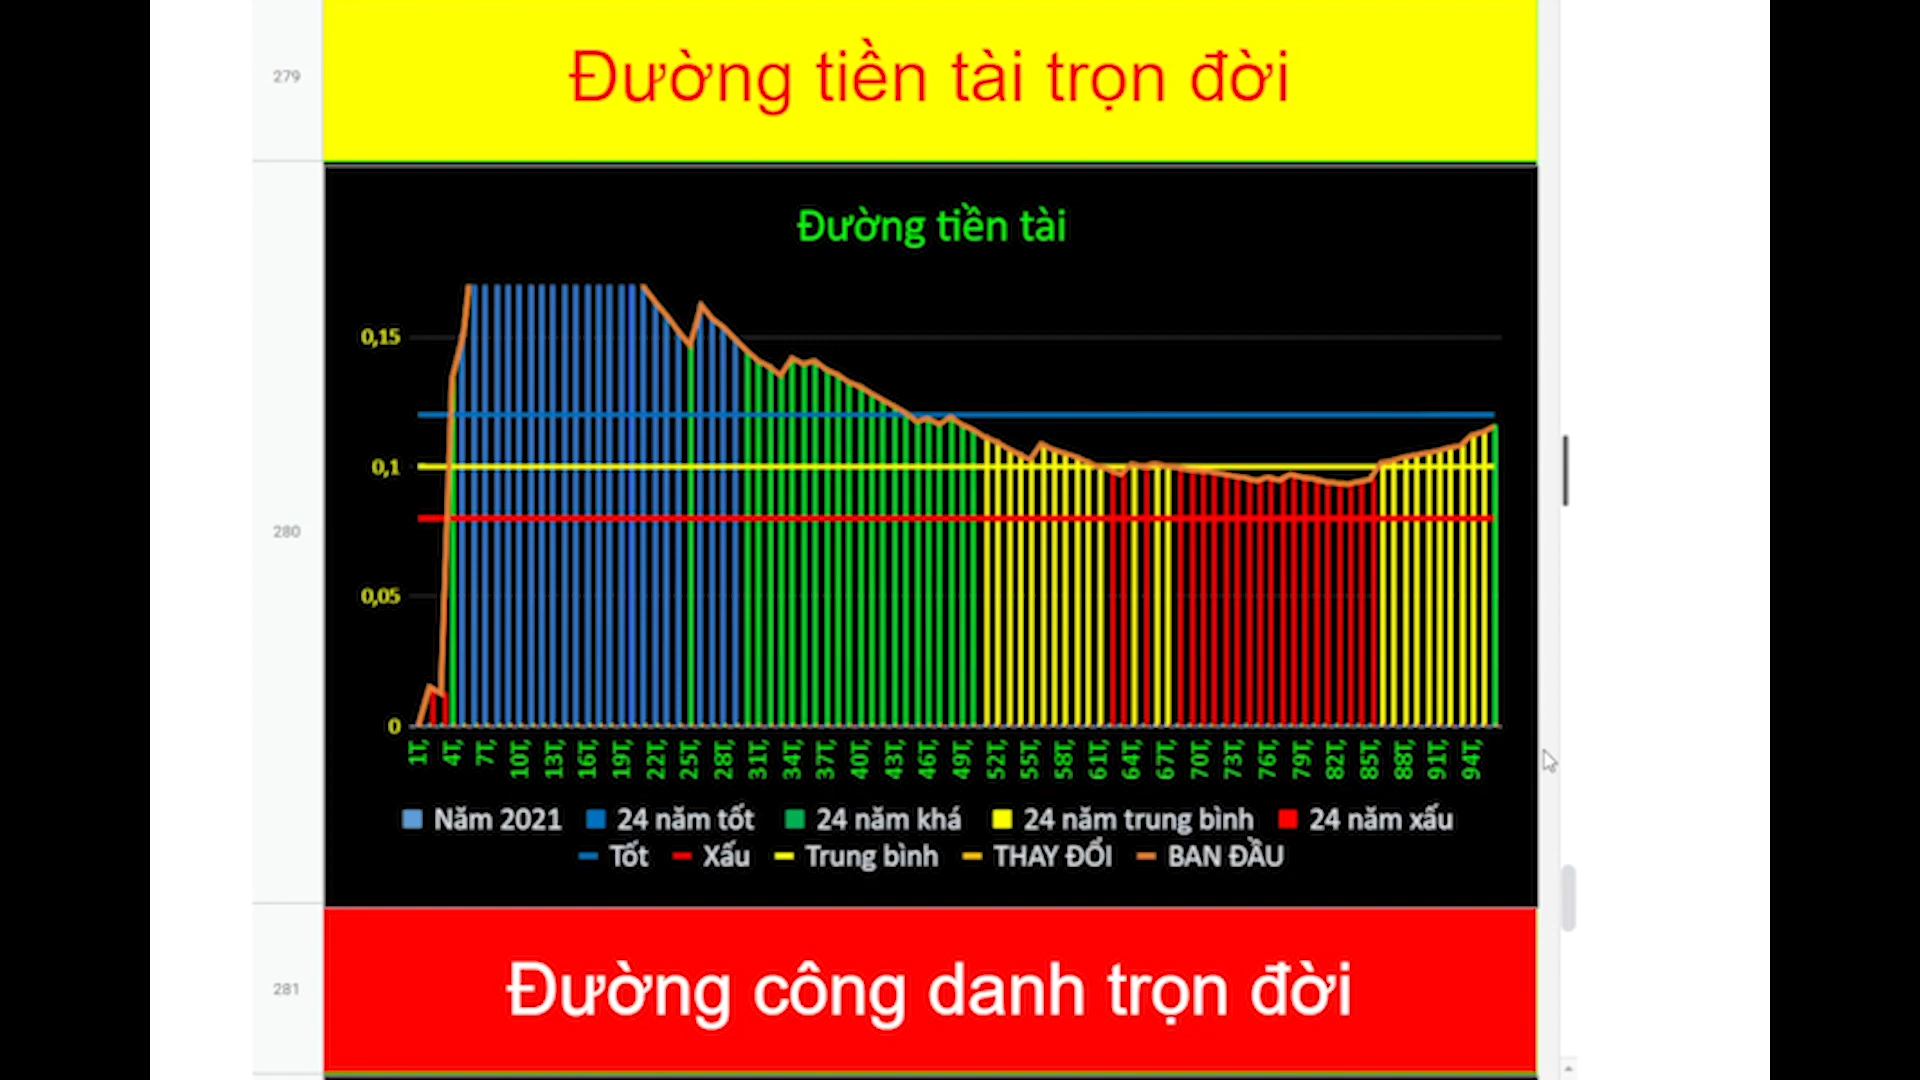 279
Đường tiền tài trọn đời
280
Đường tiền tài
0,15
0,1
0,05
0
1T, 4T, 7T, 10T, 13T, 16T, 19T, 22T, 25T, 28T, 31T, 34T, 37T, 40T, 43T, 46T, 49T, 52T, 55T, 58T, 61T, 64T, 67T, 70T, 73T, 76T, 79T, 82T, 85T, 88T, 91T, 94T,
Năm 2021 24 năm tốt 24 năm khá 24 năm trung bình 24 năm xấu
Tốt Xấu Trung bình THAY ĐỔI BAN ĐẦU
281
Đường công danh trọn đời